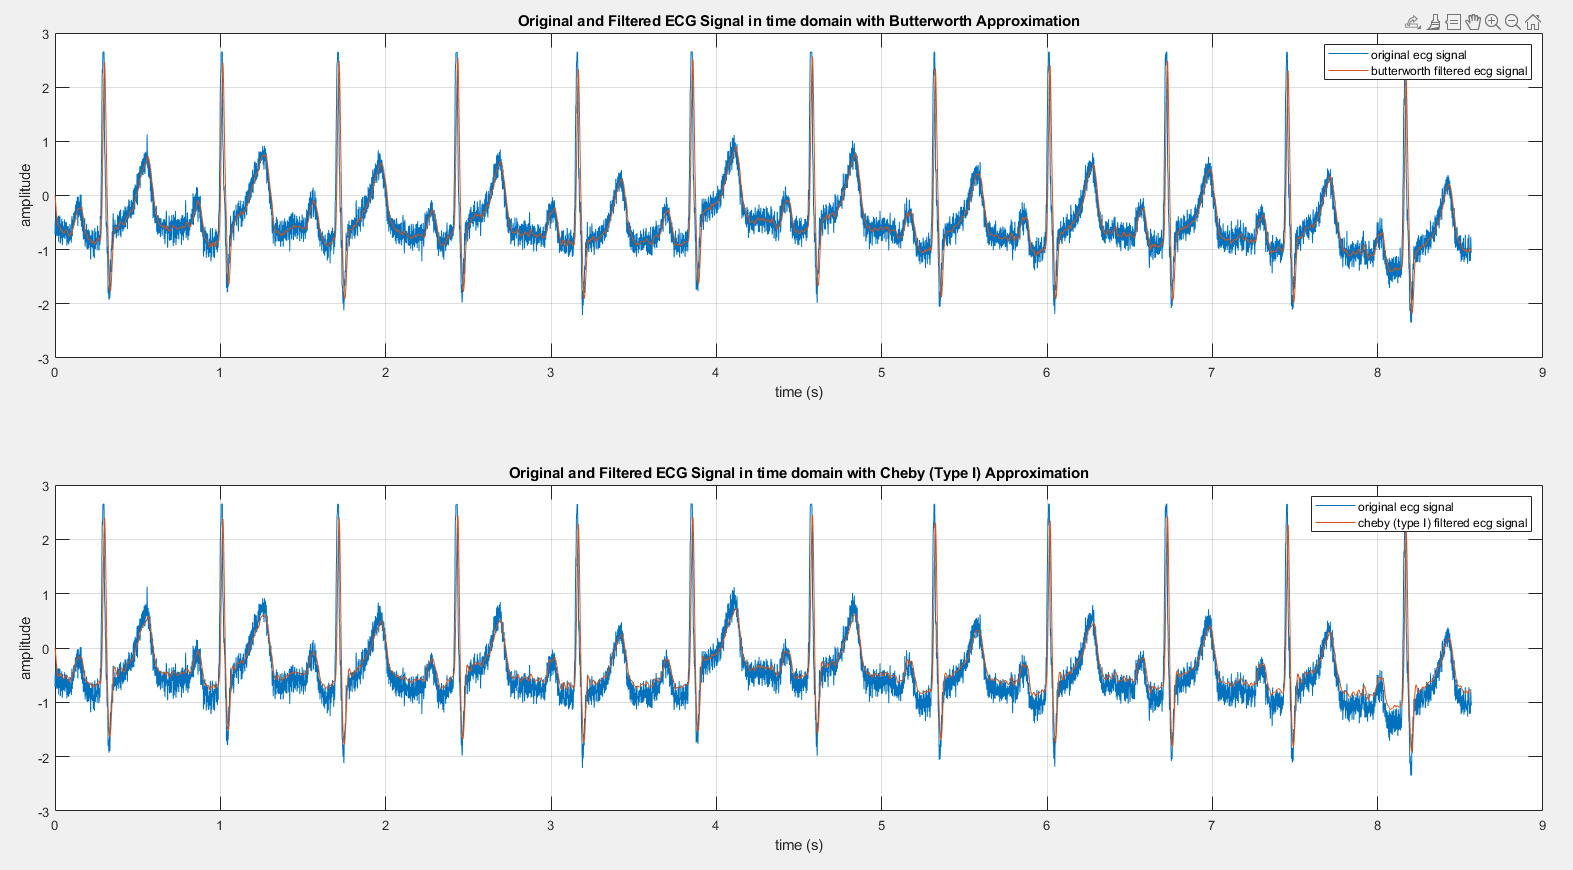 Original and Filtered ECG Signal in time domain with Butterworth Approximation
original ecg signal
butterworth filtered ecg signal
3
2
1
0
-1
-2
-3
amplitude
0 1 2 3 4 5 6 7 8 9
time (s)
Original and Filtered ECG Signal in time domain with Cheby (Type I) Approximation
original ecg signal
cheby (type I) filtered ecg signal
3
2
1
0
-1
-2
-3
amplitude
0 1 2 3 4 5 6 7 8 9
time (s)